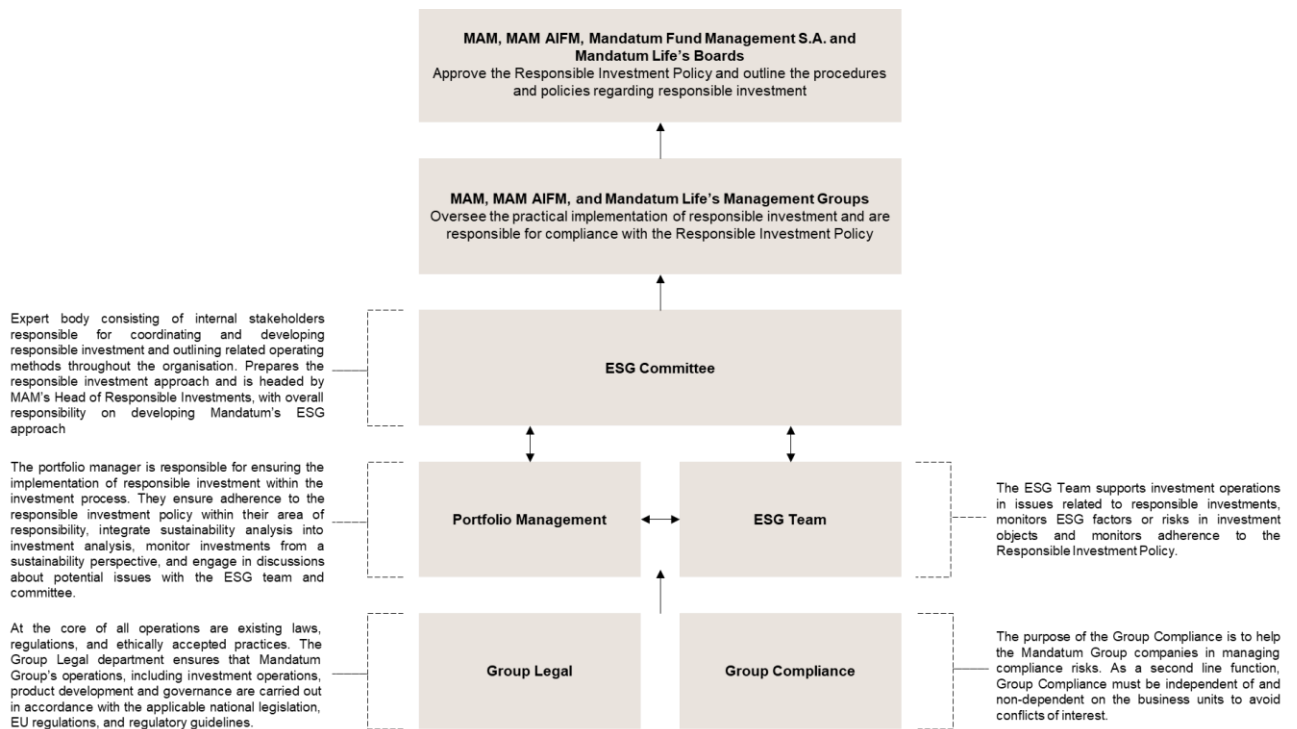 MAM, MAM AIFM, Mandatum Fund Management S.A. and
Mandatum Life's Boards
Approve the Responsible Investment Policy and outline the procedures
and policies regarding responsible investment
MAM, MAM AIFM, and Mandatum Life's Management Groups
Oversee the practical implementation of responsible investment and are
responsible for compliance with the Responsible Investment Policy
Expert body consisting of internal stakeholders
responsible for coordinating and developing
responsible investment and outlining related operating
methods throughout the organisation. Prepares the
responsible investment approach and is headed by
MAM's Head of Responsible Investments, with overall
responsibility on developing Mandatum's ESG
approach
ESG Committee
The portfolio manager is responsible for ensuring the
implementation of responsible investment within the
investment process. They ensure adherence to the
responsible investment policy within their area of
responsibility, integrate sustainability analysis into
investment analysis, monitor investments from a
sustainability perspective, and engage in discussions
about potential issues with the ESG team and
committee.
Portfolio Management
ESG Team
The ESG Team supports investment operations
in issues related to responsible investments,
monitors ESG factors or risks in investment
objects and monitors adherence to the
Responsible Investment Policy.
At the core of all operations are existing laws,
regulations, and ethically accepted practices. The
Group Legal department ensures that Mandatum
Group's operations, including investment operations,
product development and governance are carried out
in accordance with the applicable national legislation,
EU regulations, and regulatory guidelines.
Group Legal
Group Compliance
The purpose of the Group Compliance is to help
the Mandatum Group companies in managing
compliance risks. As a second line function,
Group Compliance must be independent of and
non-dependent on the business units to avoid
conflicts of interest.